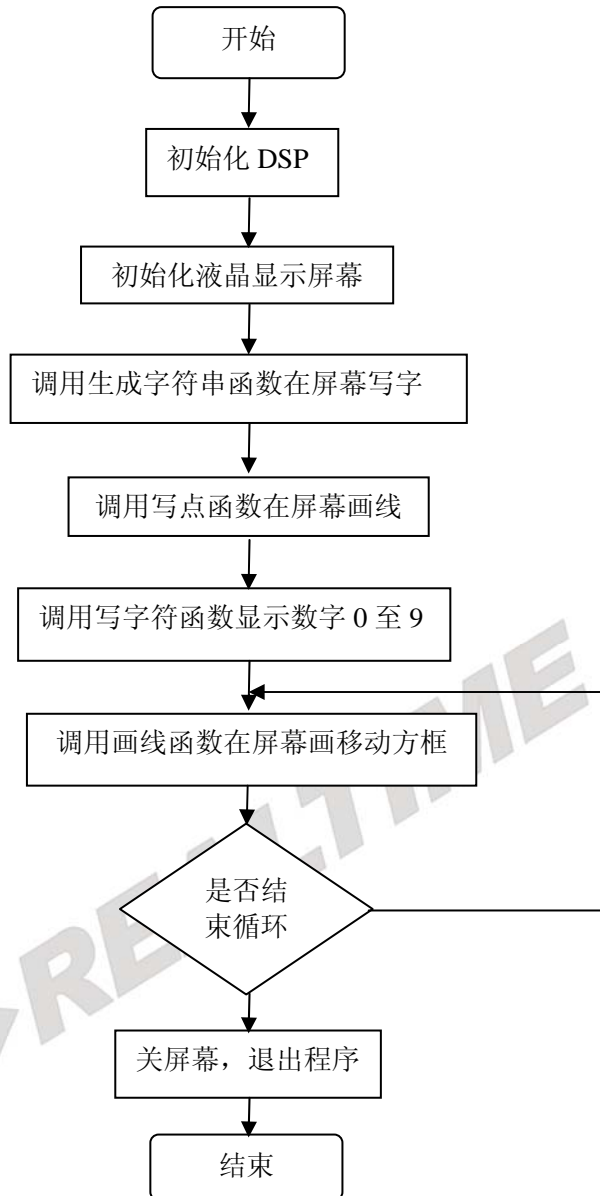 开始
初始化 DSP
初始化液晶显示屏幕
调用生成字符串函数在屏幕写字
调用写点函数在屏幕画线
调用写字符函数显示数字 0 至 9
调用画线函数在屏幕画移动方框
是否结
束循环
关屏幕，退出程序
结束
REALTIME